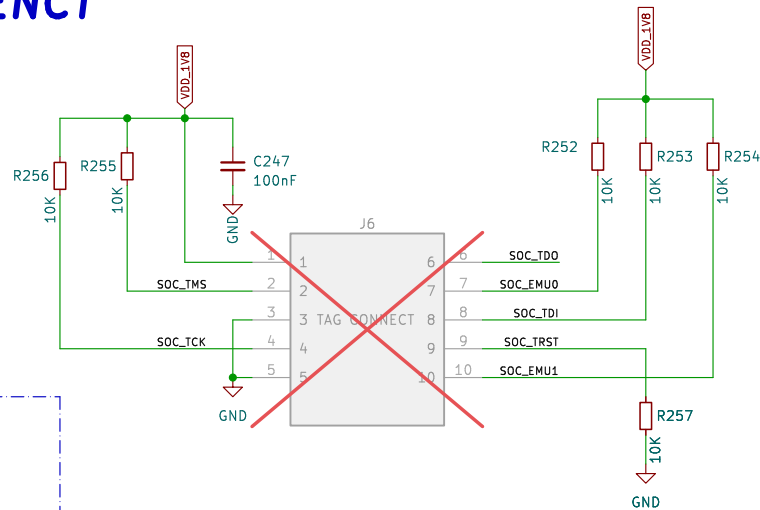 VDD_1V8
VDD_1V8
R256
10K
R255
10K
C247
100nF
GND
R252
10K
R253
10K
R254
10K
J6
TAG CONNECT
1 1
2 2
3 3
4 4
5 5
6 6
7 7
8 8
9 9
10 10
SOC_TMS
SOC_TCK
GND
SOC_TDO
SOC_EMU0
SOC_TDI
SOC_TRST
SOC_EMU1
R257
10K
GND